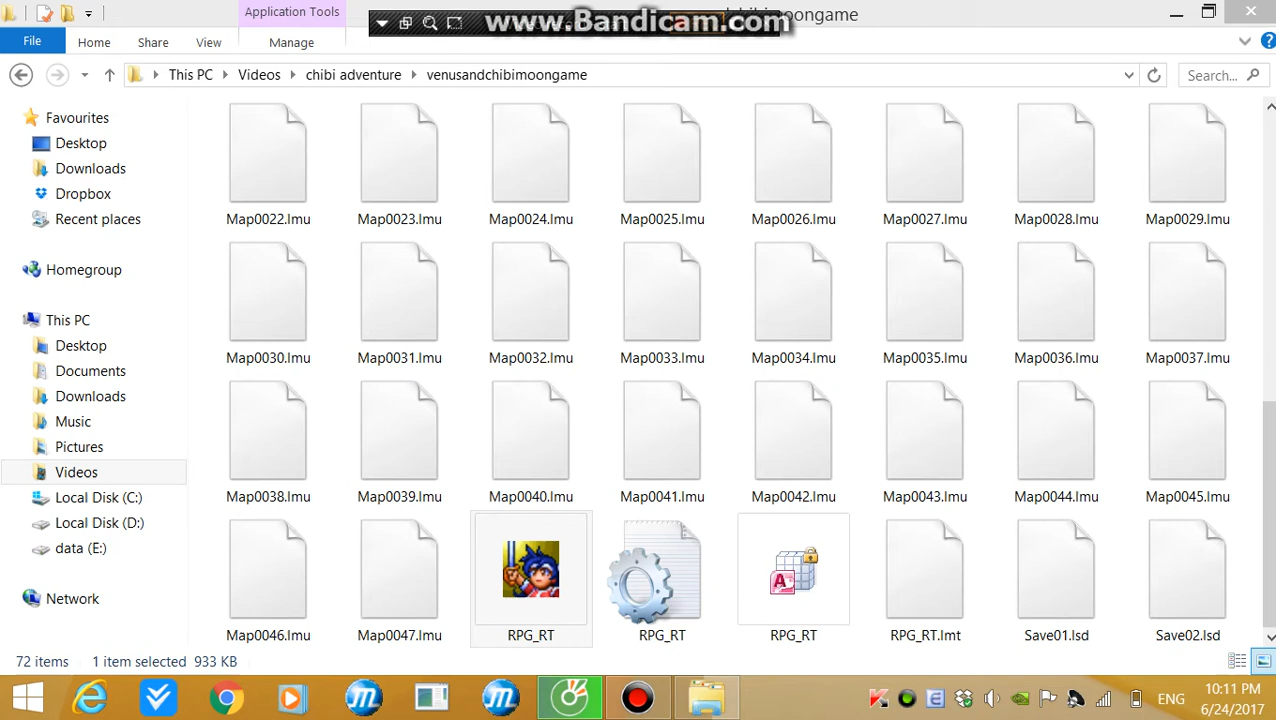 Application Tools
www.Bandicam.com
moongame
File
Home
Share
View
Manage
This PC
Videos
chibi adventure
venusandchibimoongame
Search...
Favourites
Desktop
Downloads
Dropbox
Recent places
Homegroup
This PC
Desktop
Documents
Downloads
Music
Pictures
Videos
Local Disk (C:)
Local Disk (D:)
data (E:)
Network
Map0022.lmu
Map0023.lmu
Map0024.lmu
Map0025.lmu
Map0026.lmu
Map0027.lmu
Map0028.lmu
Map0029.lmu
Map0030.lmu
Map0031.lmu
Map0032.lmu
Map0033.lmu
Map0034.lmu
Map0035.lmu
Map0036.lmu
Map0037.lmu
Map0038.lmu
Map0039.lmu
Map0040.lmu
Map0041.lmu
Map0042.lmu
Map0043.lmu
Map0044.lmu
Map0045.lmu
Map0046.lmu
Map0047.lmu
RPG_RT
RPG_RT
RPG_RT
RPG_RT.lmt
Save01.lsd
Save02.lsd
72 items
1 item selected 933 KB
ENG
10:11 PM
6/24/2017